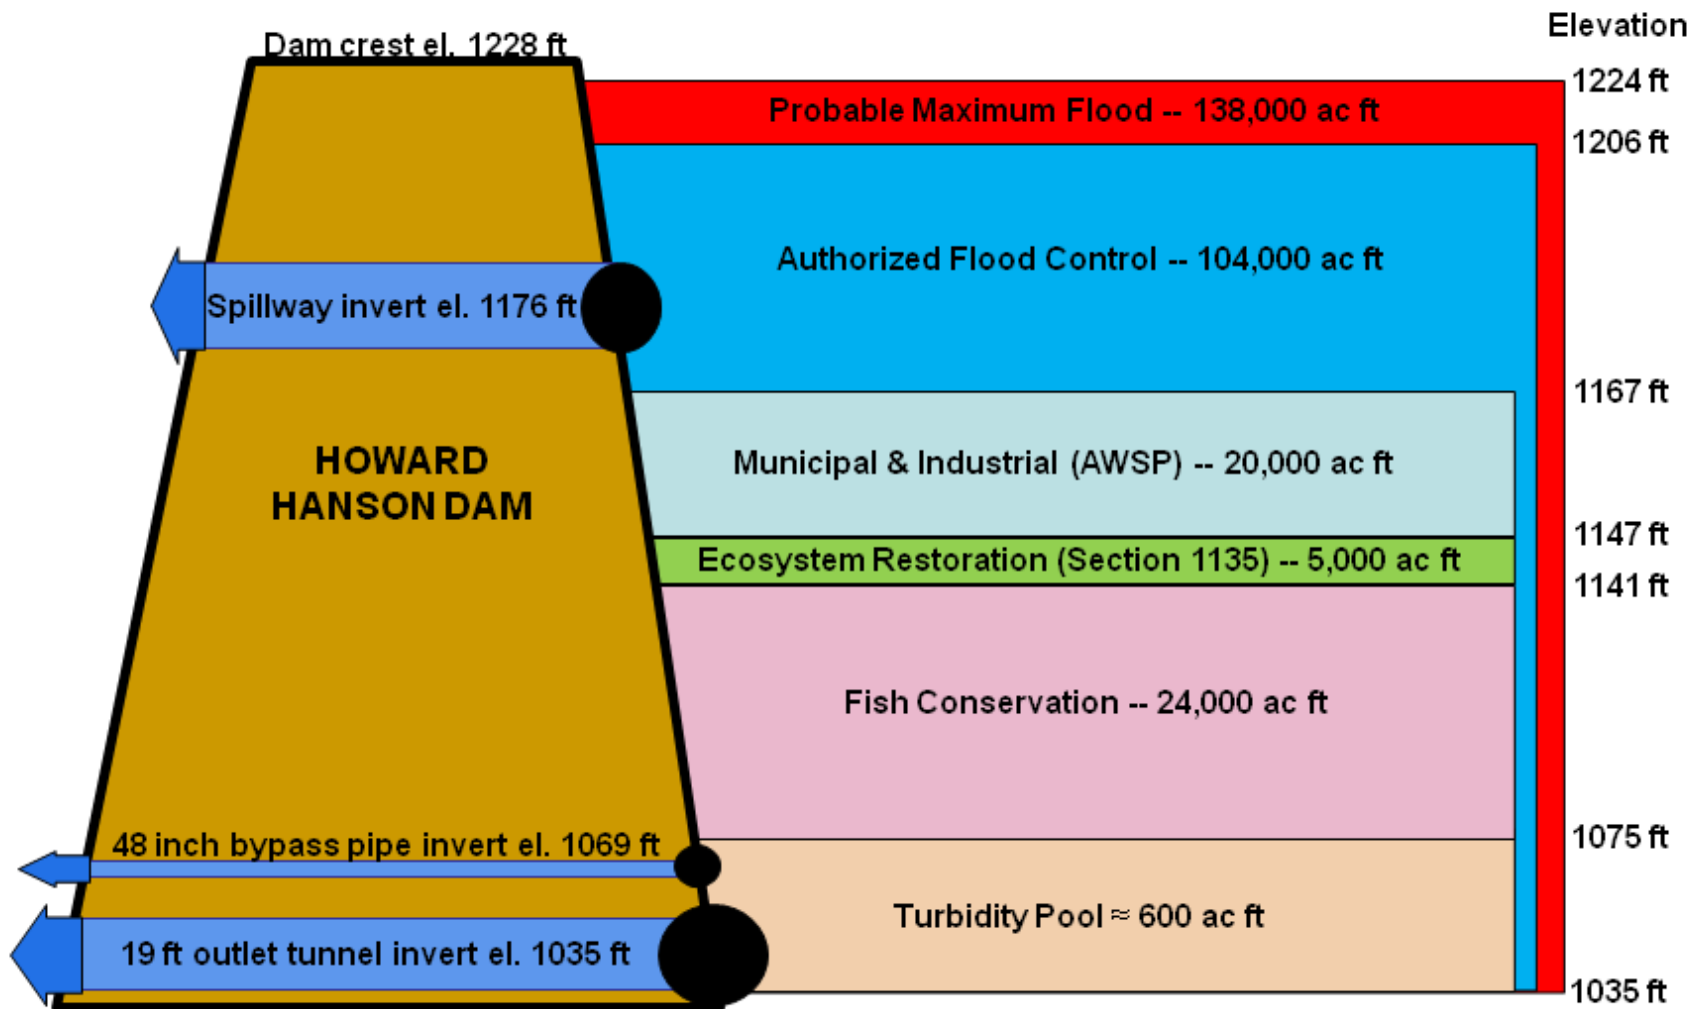 Elevation
Dam crest el. 1228 ft
1224 ft
Probable Maximum Flood -- 138,000 ac ft
1206 ft
Authorized Flood Control -- 104,000 ac ft
Spillway invert el. 1176 ft
1167 ft
HOWARD
HANSON DAM
Municipal & Industrial (AWSP) -- 20,000 ac ft
1147 ft
Ecosystem Restoration (Section 1135) -- 5,000 ac ft
1141 ft
Fish Conservation -- 24,000 ac ft
1075 ft
48 inch bypass pipe invert el. 1069 ft
Turbidity Pool ≈ 600 ac ft
19 ft outlet tunnel invert el. 1035 ft
1035 ft